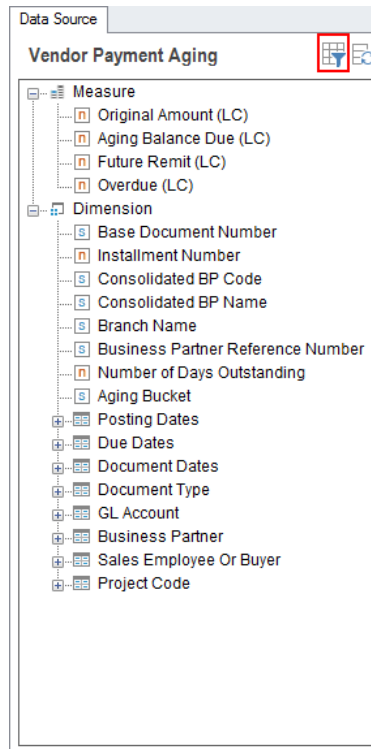 Data Source
Vendor Payment Aging
Measure
n Original Amount (LC)
n Aging Balance Due (LC)
n Future Remit (LC)
n Overdue (LC)
Dimension
s Base Document Number
n Installment Number
s Consolidated BP Code
s Consolidated BP Name
s Branch Name
s Business Partner Reference Number
n Number of Days Outstanding
s Aging Bucket
Posting Dates
Due Dates
Document Dates
Document Type
GL Account
Business Partner
Sales Employee Or Buyer
Project Code